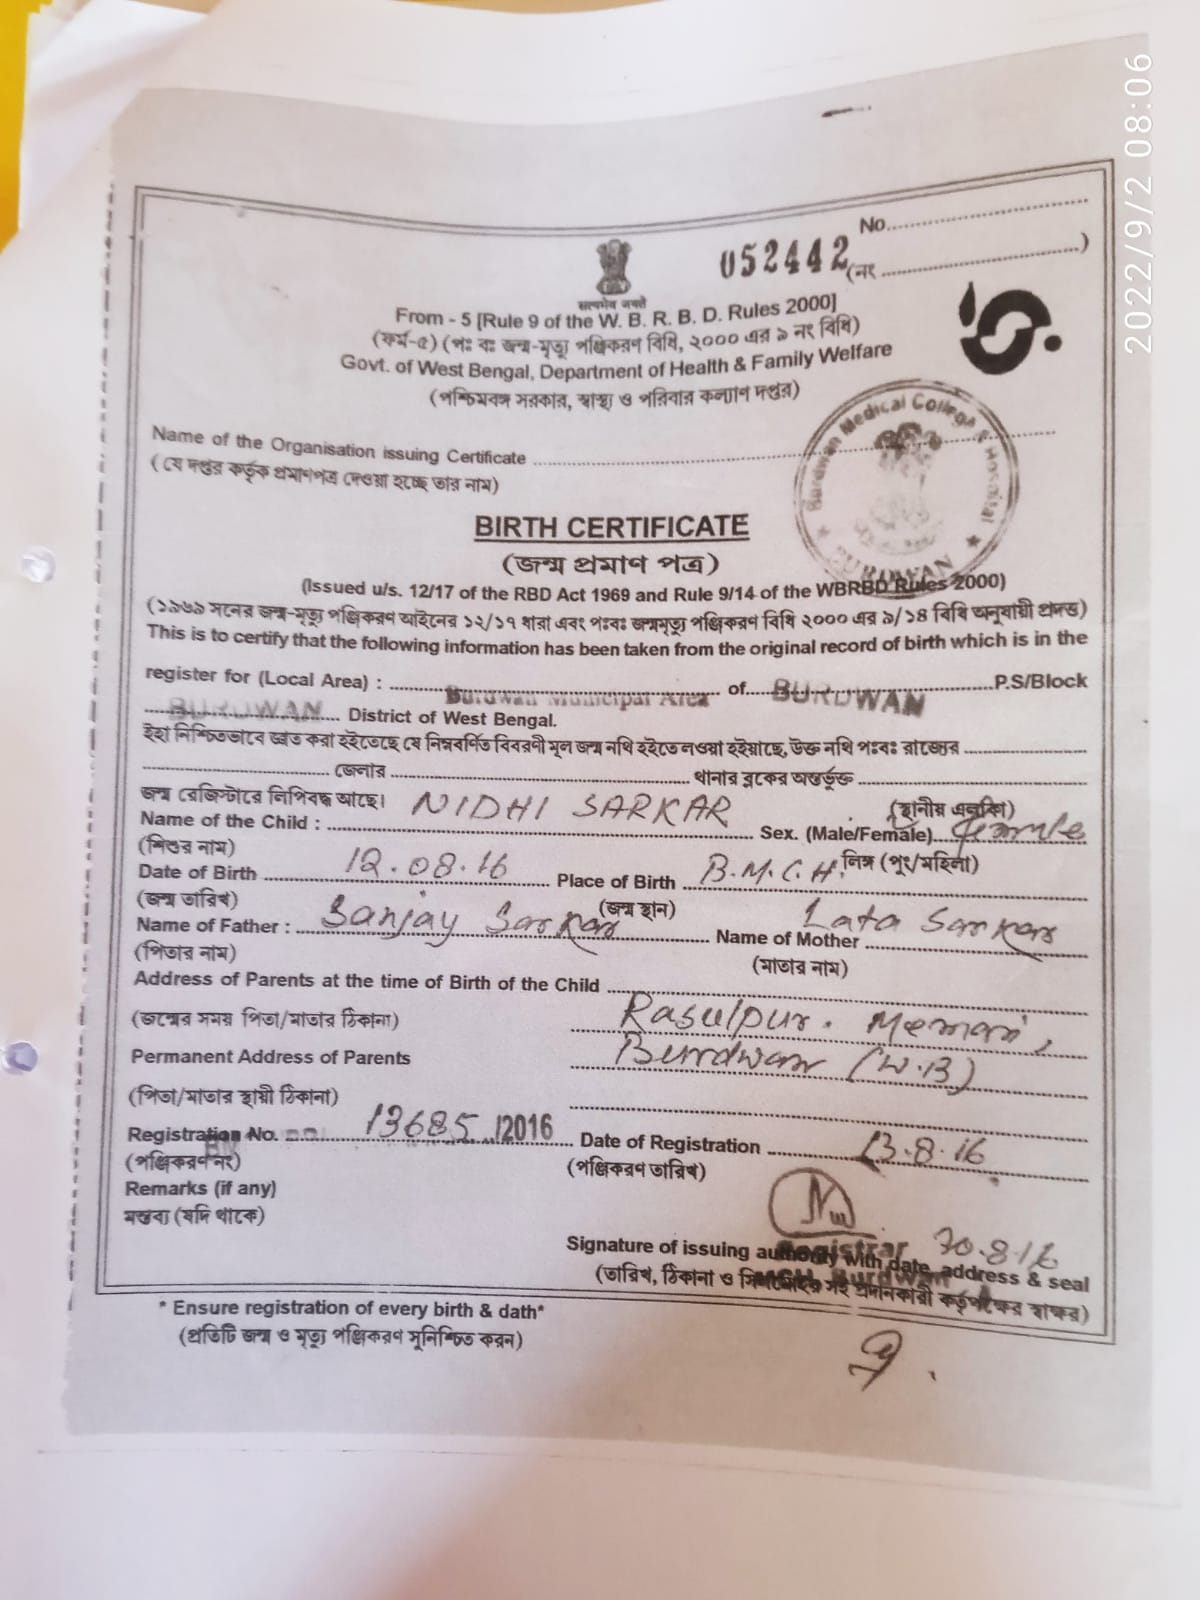 2022/9/2 08:06
No..........
052442 (নং ..........)
सत्यमेव जयते
From - 5 [Rule 9 of the W. B. R. B. D. Rules 2000]
(ফর্ম-৫) (পঃ বঃ জন্ম-মৃত্যু পঞ্জিকরণ বিধি, ২০০০ এর ৯ নং বিধি)
Govt. of West Bengal, Department of Health & Family Welfare
(পশ্চিমবঙ্গ সরকার, স্বাস্থ্য ও পরিবার কল্যাণ দপ্তর)
Burdwan Medical College & Hospital
BURDWAN
Name of the Organisation issuing Certificate ..........
( যে দপ্তর কর্তৃক প্রমাণপত্র দেওয়া হচ্ছে তার নাম)
BIRTH CERTIFICATE
(জন্ম প্রমাণ পত্র)
(Issued u/s. 12/17 of the RBD Act 1969 and Rule 9/14 of the WBRBD Rules 2000)
(১৯৬৯ সনের জন্ম-মৃত্যু পঞ্জিকরণ আইনের ১২/১৭ ধারা এবং পঃবঃ জন্মমৃত্যু পঞ্জিকরণ বিধি ২০০০ এর ৯/১৪ বিধি অনুযায়ী প্রদত্ত)
This is to certify that the following information has been taken from the original record of birth which is in the
register for (Local Area) : Burdwan Municipal Area of BURDWAN P.S/Block
BURDWAN District of West Bengal.
ইহা নিশ্চিতভাবে জ্ঞাত করা হইতেছে যে নিম্নবর্ণিত বিবরণী মূল জন্ম নথি হইতে লওয়া হইয়াছে, উক্ত নথি পঃবঃ রাজ্যের ..........
.......... জেলার .......... থানার ব্লকের অন্তর্ভুক্ত ..........
জন্ম রেজিস্টারে লিপিবদ্ধ আছে। (স্থানীয় এলাকা)
Name of the Child : NIDHI SARKAR Sex. (Male/Female) Female
(শিশুর নাম) লিঙ্গ (পুং/মহিলা)
Date of Birth 12.08.16 Place of Birth B.M.C.H.
(জন্ম তারিখ) (জন্ম স্থান)
Name of Father : Sanjay Sarkar Name of Mother Lata Sarkar
(পিতার নাম) (মাতার নাম)
Address of Parents at the time of Birth of the Child ..........
(জন্মের সময় পিতা/মাতার ঠিকানা) Rasulpur. Memari,
Permanent Address of Parents Burdwan (W.B)
(পিতা/মাতার স্থায়ী ঠিকানা)
Registration No. 13685 /2016 Date of Registration 13.8.16
(পঞ্জিকরণ নং) (পঞ্জিকরণ তারিখ)
Remarks (if any)
মন্তব্য (যদি থাকে)
Registrar 30.8.16
Signature of issuing authority with date, address & seal
(তারিখ, ঠিকানা ও সিলমোহর সহ প্রদানকারী কর্তৃপক্ষের স্বাক্ষর)
* Ensure registration of every birth & dath*
(প্রতিটি জন্ম ও মৃত্যু পঞ্জিকরণ সুনিশ্চিত করুন)